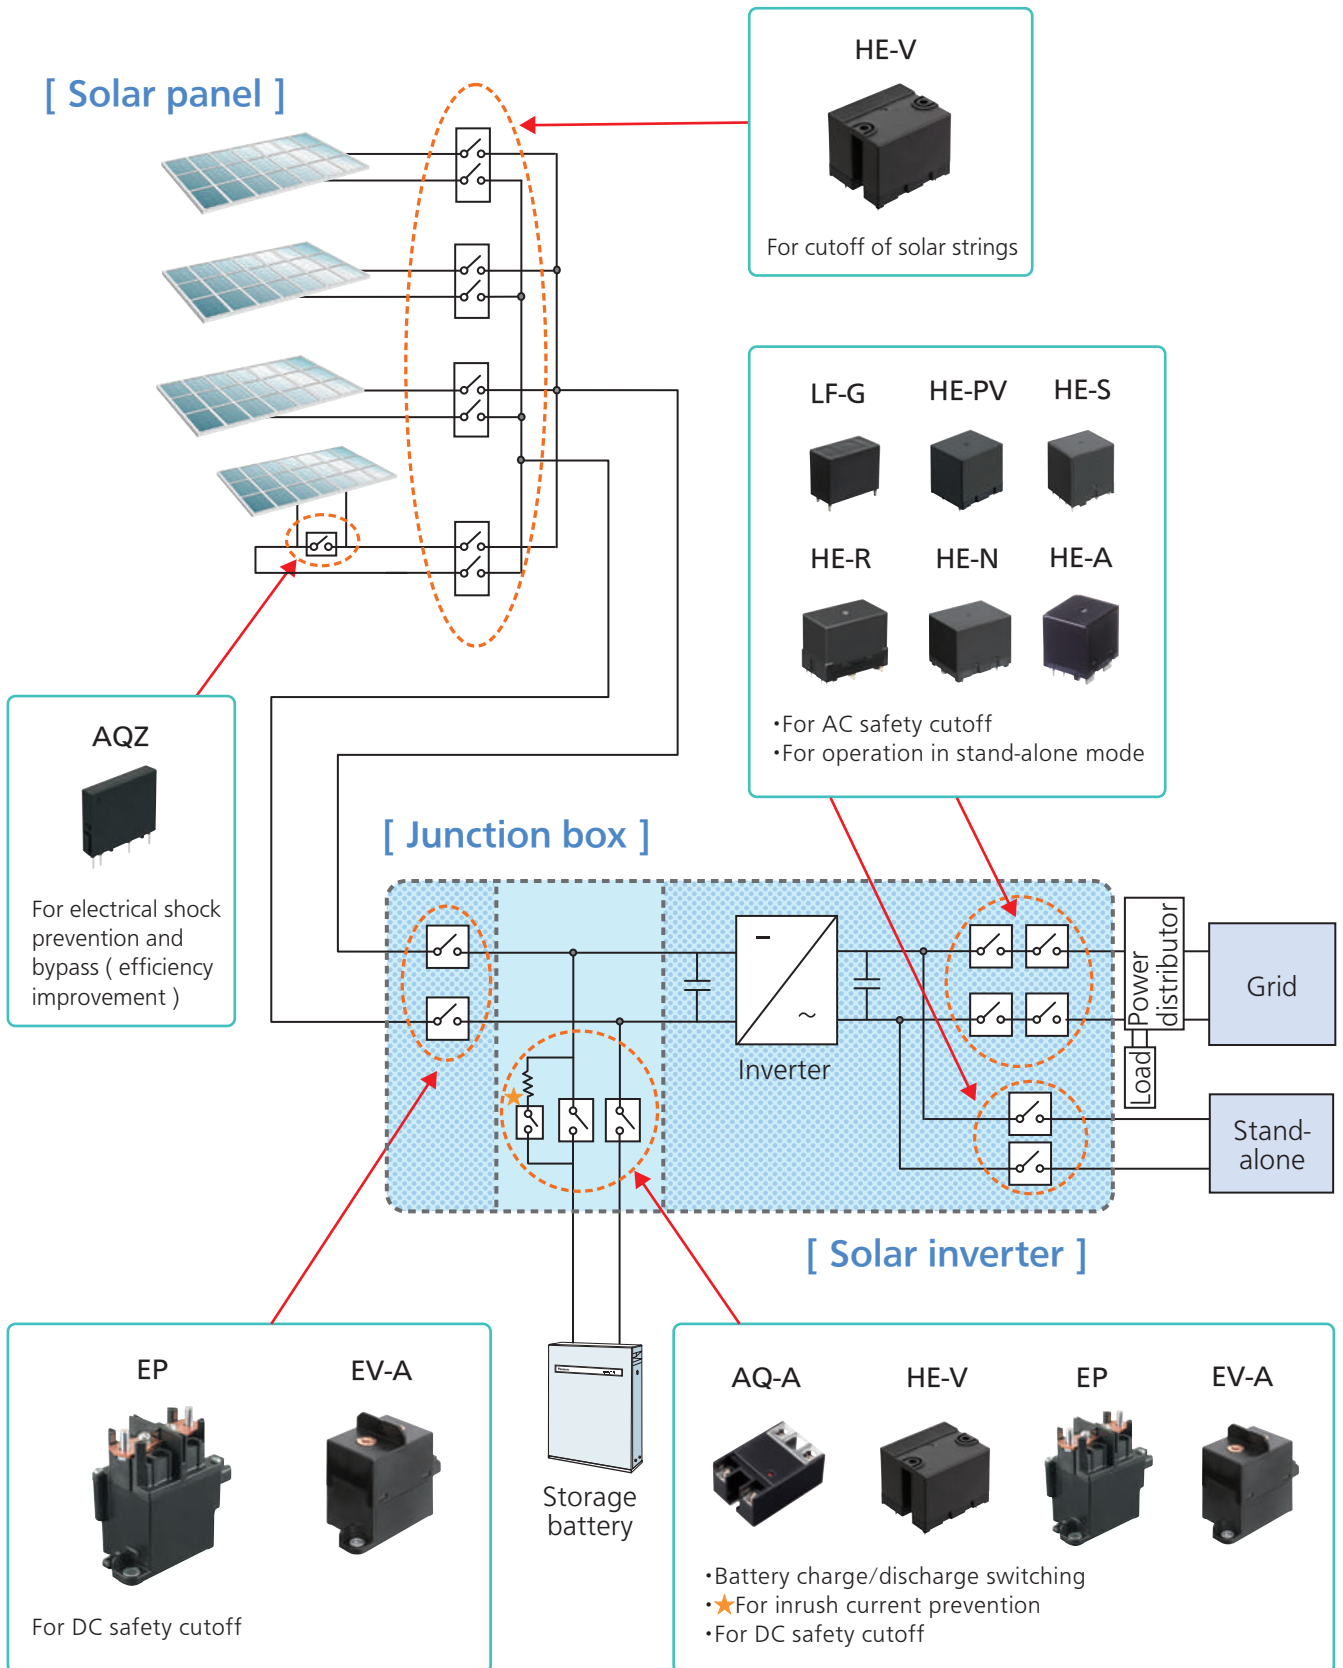 HE-V
[ Solar panel ]
For cutoff of solar strings
LF-G
HE-PV
HE-S
HE-R
HE-N
HE-A
・For AC safety cutoff
・For operation in stand-alone mode
AQZ
For electrical shock
prevention and
bypass ( efficiency
improvement )
[ Junction box ]
Inverter
Power
distributor
Load
Grid
Stand-
alone
[ Solar inverter ]
EP
EV-A
For DC safety cutoff
Storage
battery
AQ-A
HE-V
EP
EV-A
・Battery charge/discharge switching
・★For inrush current prevention
・For DC safety cutoff